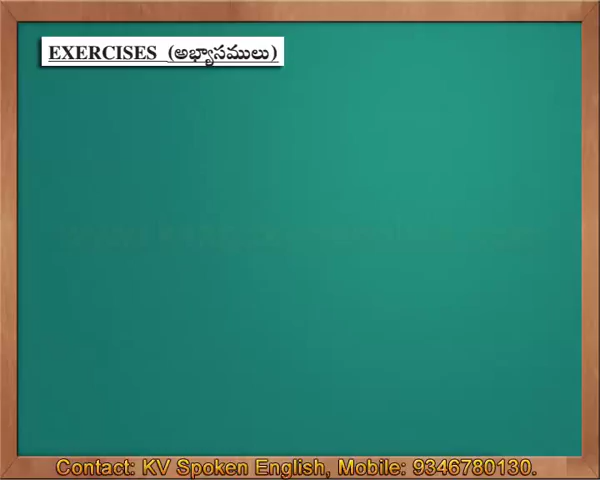 EXERCISES (అభ్యాసములు)
Contact: KV Spoken English, Mobile: 9346780130.